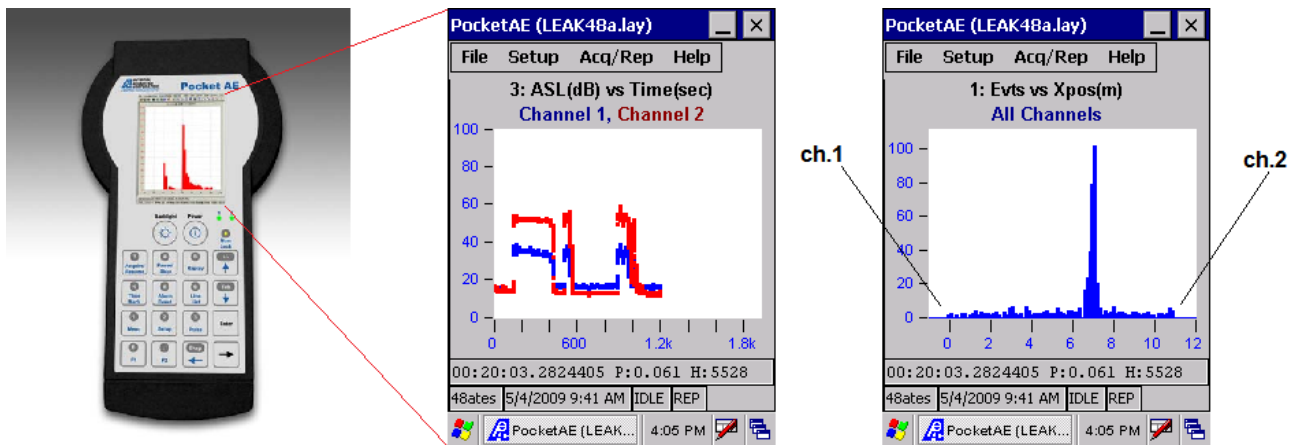 Pocket AE
PocketAE (LEAK48a.lay)
File Setup Acq/Rep Help
3: ASL(dB) vs Time(sec)
Channel 1, Channel 2
100
80
60
40
20
0
0 600 1.2k 1.8k
00:20:03.2824405 P:0.061 H:5528
48ates 5/4/2009 9:41 AM IDLE REP
PocketAE (LEAK... 4:05 PM
ch.1
PocketAE (LEAK48a.lay)
File Setup Acq/Rep Help
1: Evts vs Xpos(m)
All Channels
100
80
60
40
20
0
0 2 4 6 8 10 12
00:20:03.2824405 P:0.061 H:5528
48ates 5/4/2009 9:41 AM IDLE REP
PocketAE (LEAK... 4:05 PM
ch.2